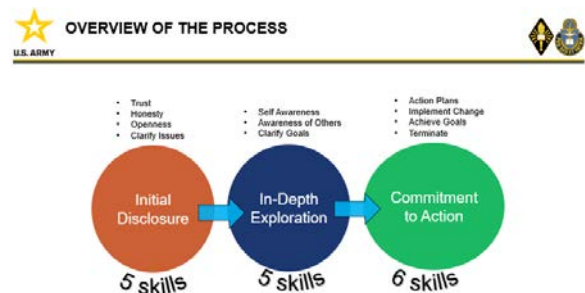 OVERVIEW OF THE PROCESS
U.S. ARMY
• Trust
• Honesty
• Openness
• Clarify Issues
• Self Awareness
• Awareness of Others
• Clarify Goals
• Action Plans
• Implement Change
• Achieve Goals
• Terminate
Initial
Disclosure
In-Depth
Exploration
Commitment
to Action
5 skills
5 skills
6 skills